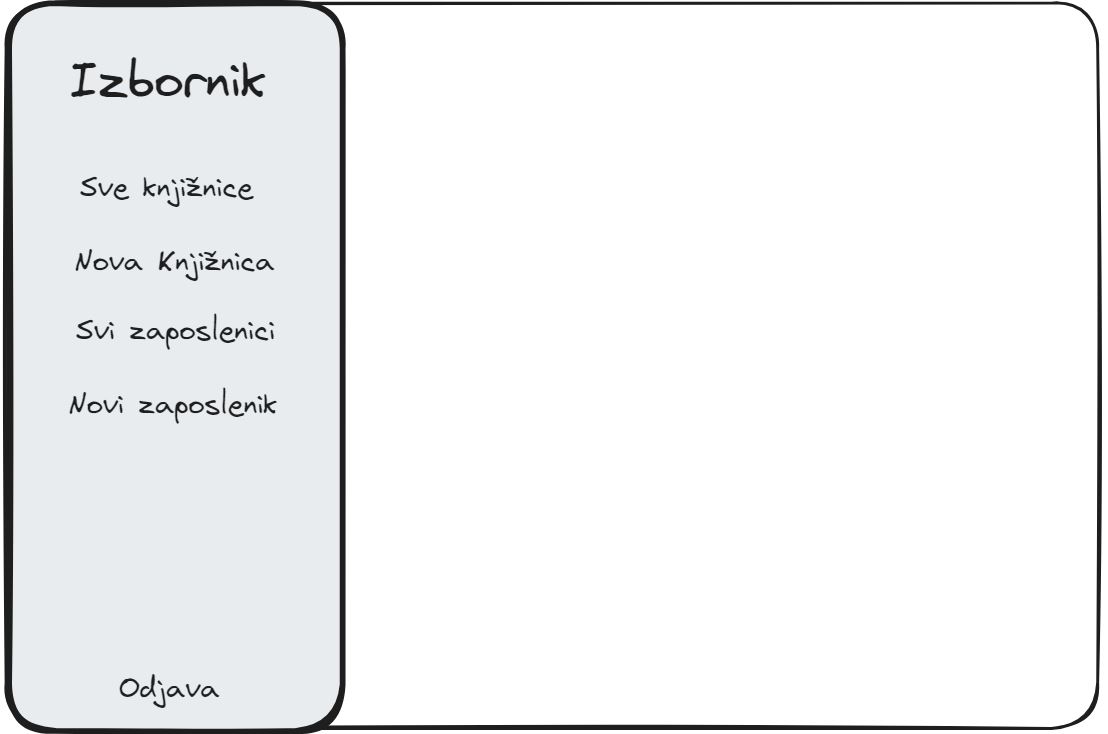 Izbornik
Sve knjižnice
Nova Knjižnica
Svi zaposlenici
Novi zaposlenik
Odjava